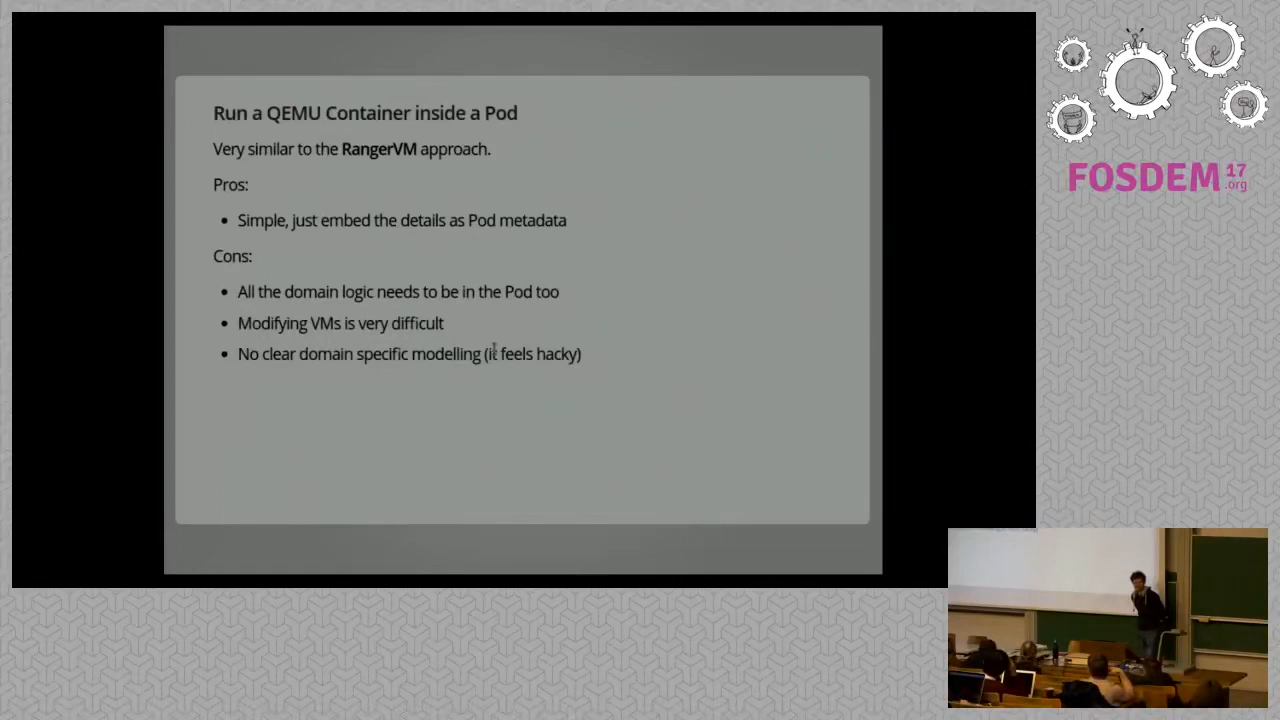 Run a QEMU Container inside a Pod
Very similar to the RangerVM approach.
Pros:
• Simple, just embed the details as Pod metadata
Cons:
• All the domain logic needs to be in the Pod too
• Modifying VMs is very difficult
• No clear domain specific modelling (it feels hacky)
FOSDEM 17
.org